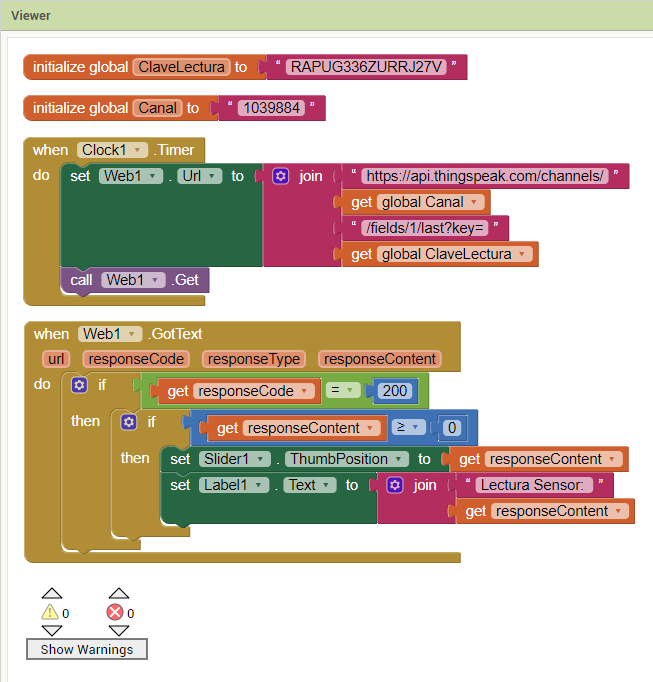 Viewer
initialize global ClaveLectura to " RAPUG336ZURRJ27V "
initialize global Canal to " 1039884 "
when Clock1 .Timer
do set Web1 . Url to join " https://api.thingspeak.com/channels/ "
get global Canal
" /fields/1/last?key= "
get global ClaveLectura
call Web1 .Get
when Web1 .GotText
url responseCode responseType responseContent
do if get responseCode = 200
then if get responseContent ≥ 0
then set Slider1 . ThumbPosition to get responseContent
set Label1 . Text to join " Lectura Sensor: "
get responseContent
0 0
Show Warnings